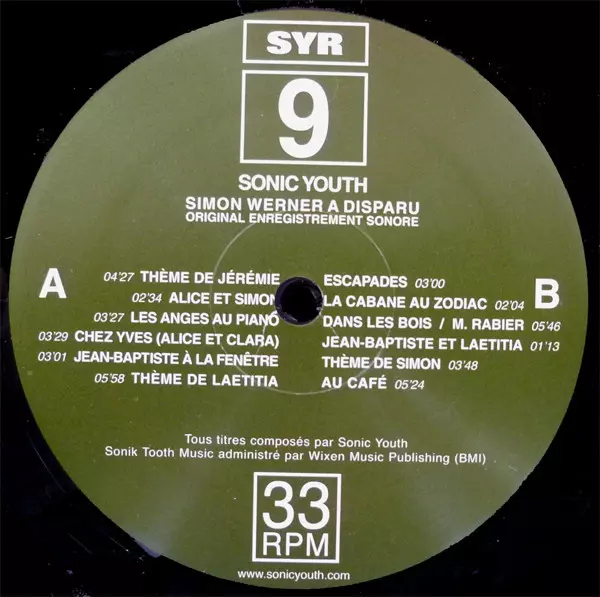 SYR
9
SONIC YOUTH
SIMON WERNER A DISPARU
ORIGINAL ENREGISTREMENT SONORE
A
04'27 THÈME DE JÉRÉMIE
02'34 ALICE ET SIMON
03'27 LES ANGES AU PIANO
03'29 CHEZ YVES (ALICE ET CLARA)
03'01 JEAN-BAPTISTE À LA FENÊTRE
05'58 THÈME DE LAETITIA
B
ESCAPADES 03'00
LA CABANE AU ZODIAC 02'04
DANS LES BOIS / M. RABIER 05'46
JEAN-BAPTISTE ET LAETITIA 01'13
THÈME DE SIMON 03'48
AU CAFÉ 05'24
Tous titres composés par Sonic Youth
Sonik Tooth Music administré par Wixen Music Publishing (BMI)
33
RPM
www.sonicyouth.com